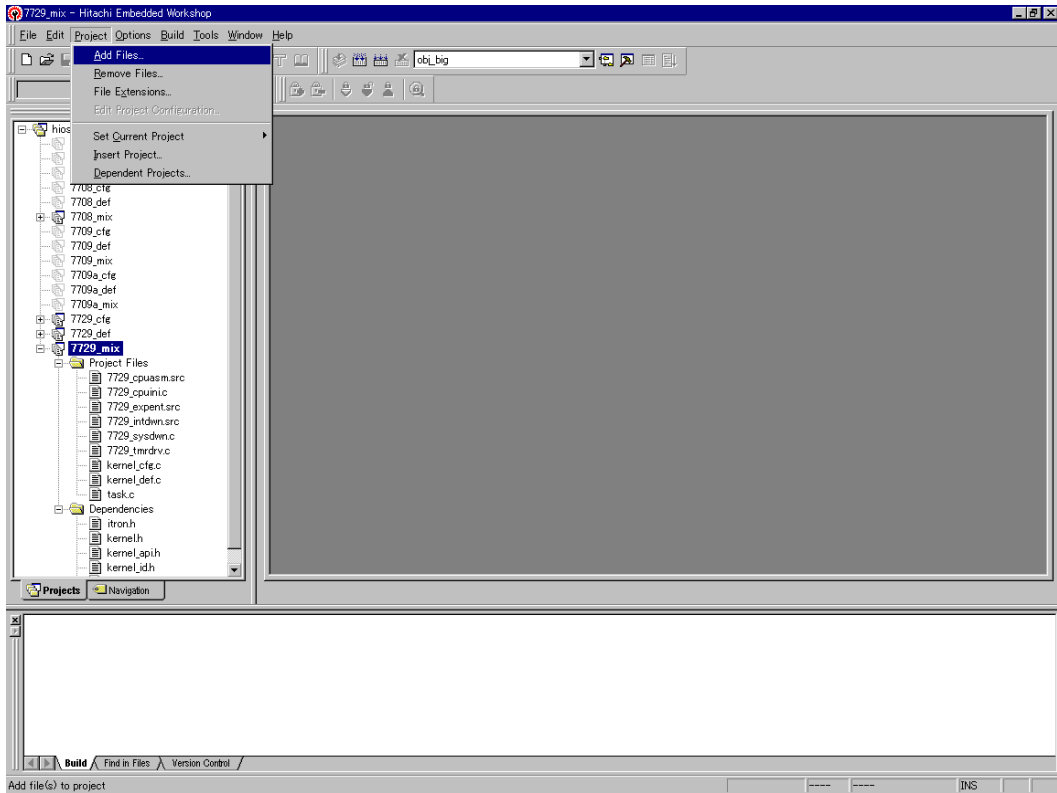 7729_mix - Hitachi Embedded Workshop
File Edit Project Options Build Tools Window Help
Add Files...
Remove Files...
File Extensions...
Edit Project Configuration...
Set Current Project
Insert Project...
Dependent Projects...
obj_big
hios
7708_cfg
7708_def
7708_mix
7709_cfg
7709_def
7709_mix
7709a_cfg
7709a_def
7709a_mix
7729_cfg
7729_def
7729_mix
Project Files
7729_cpuasm.src
7729_cpuini.c
7729_expent.src
7729_intdwn.src
7729_sysdwn.c
7729_tmrdrv.c
kernel_cfg.c
kernel_def.c
task.c
Dependencies
itron.h
kernel.h
kernel_api.h
kernel_id.h
Projects Navigation
Build Find in Files Version Control
Add file(s) to project ---- ---- INS